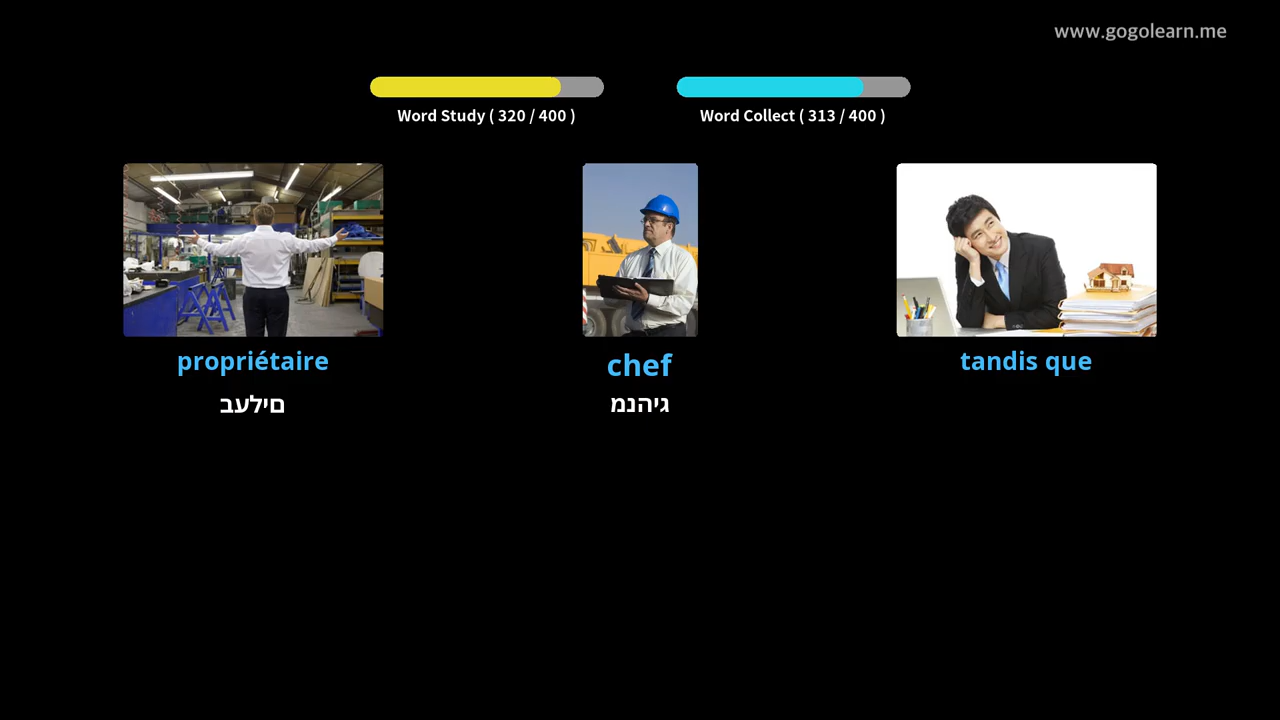 www.gogolearn.me
Word Study ( 320 / 400 )
Word Collect ( 313 / 400 )
propriétaire
םילעב
chef
גיהנמ
tandis que